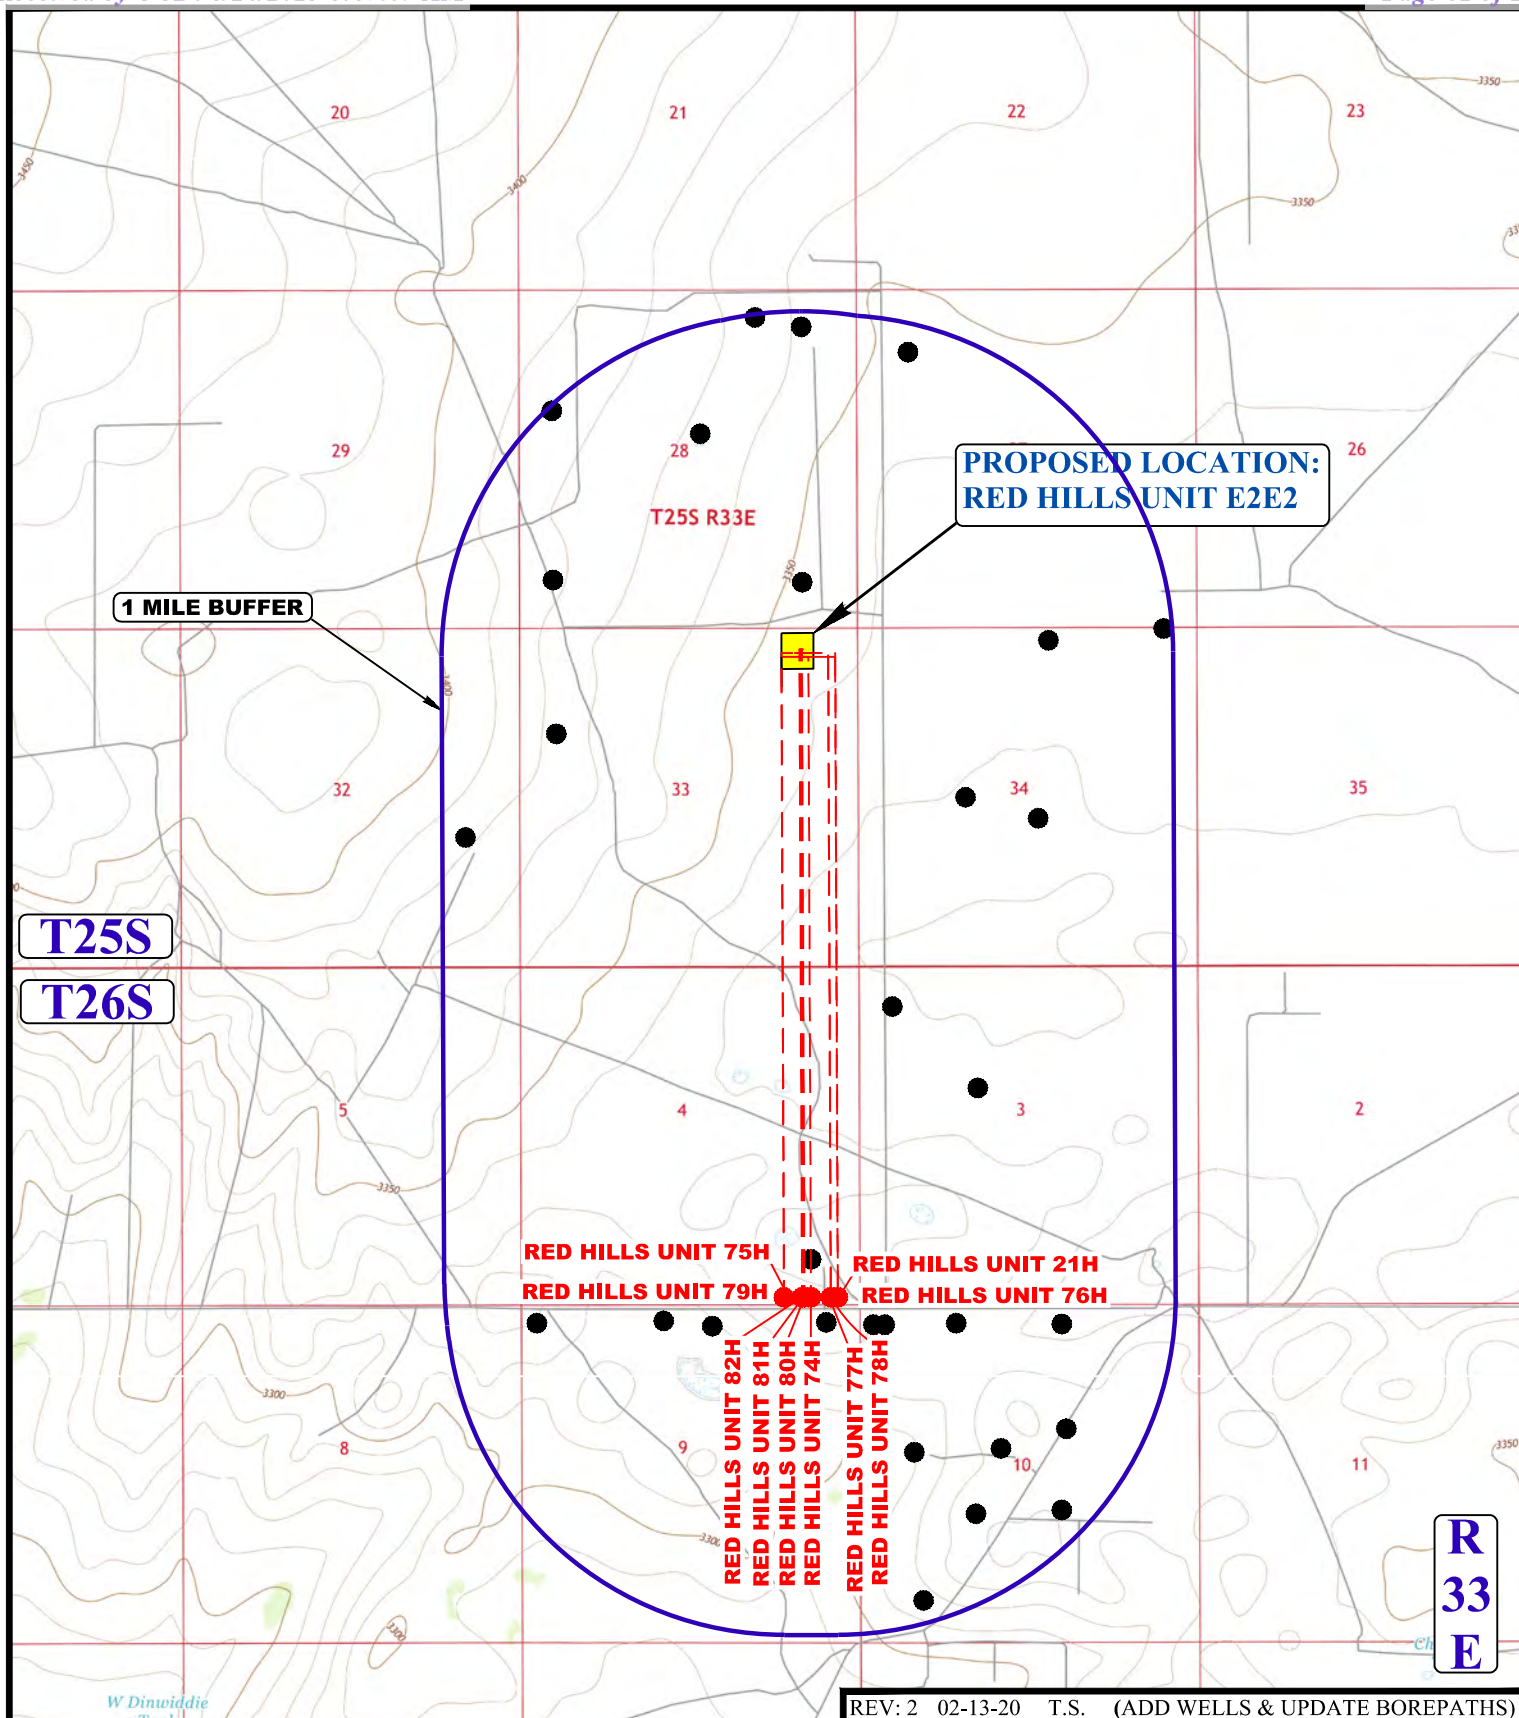 20
21
22
23
3350
3450
3400
3350
29
28
26
PROPOSED LOCATION:
RED HILLS UNIT E2E2
T25S R33E
3350
1 MILE BUFFER
3400
32
33
34
35
T25S
T26S
5
4
3
2
3350
RED HILLS UNIT 75H
RED HILLS UNIT 21H
RED HILLS UNIT 79H
RED HILLS UNIT 76H
RED HILLS UNIT 82H
RED HILLS UNIT 81H
RED HILLS UNIT 80H
RED HILLS UNIT 74H
RED HILLS UNIT 77H
RED HILLS UNIT 78H
3300
8
9
10
11
3350
3300
3300
R
33
E
W Dinwiddie
REV: 2 02-13-20 T.S. (ADD WELLS & UPDATE BOREPATHS)